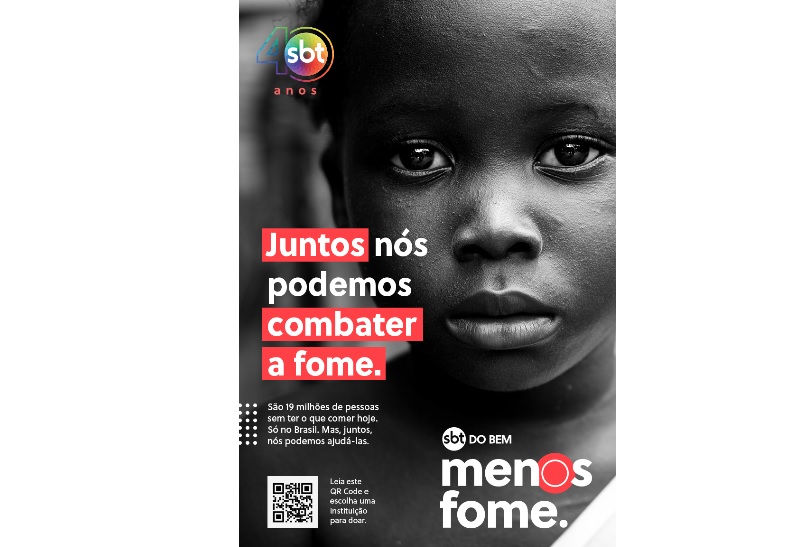 40 sbt
anos
Juntos nós
podemos
combater
a fome.
São 19 milhões de pessoas
sem ter o que comer hoje.
Só no Brasil. Mas, juntos,
nós podemos ajudá-las.
Leia este
QR Code e
escolha uma
instituição
para doar.
sbt DO BEM
menos
fome.